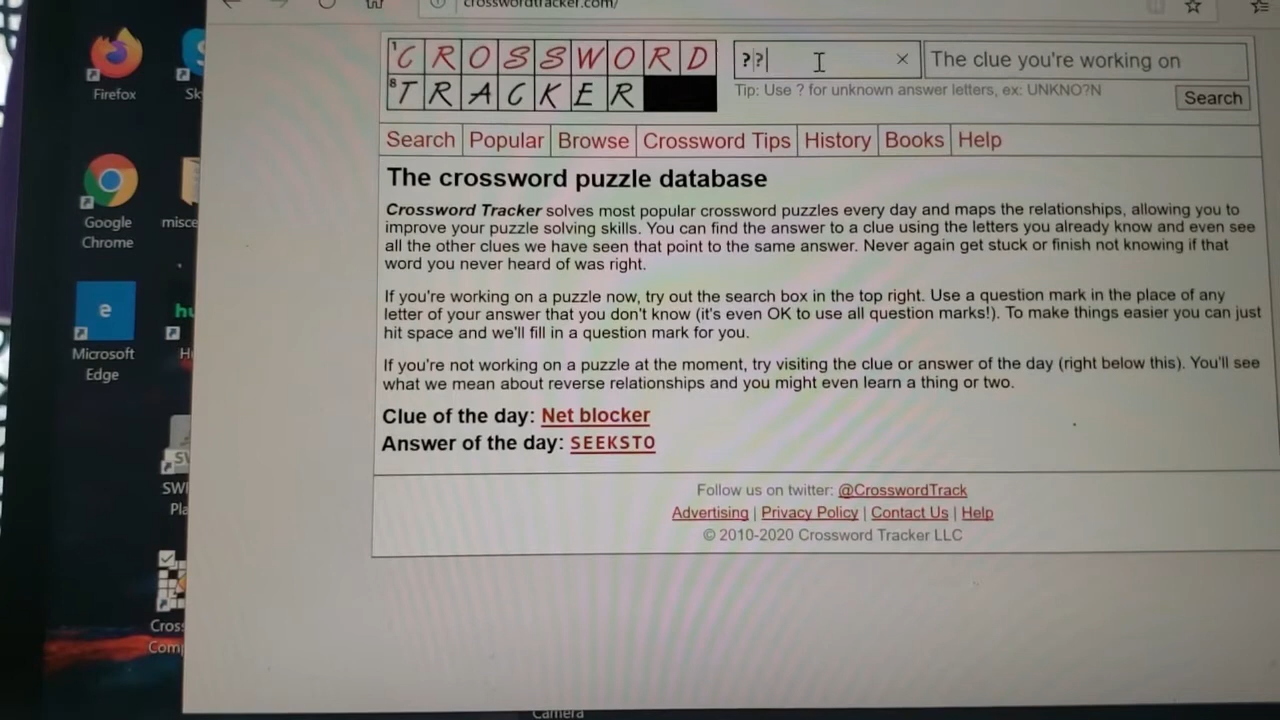 crosswordtracker.com/
1 CROSSWORD
8 TRACKER
??
The clue you're working on
Tip: Use ? for unknown answer letters, ex: UNKNO?N
Search
Search Popular Browse Crossword Tips History Books Help
The crossword puzzle database
Crossword Tracker solves most popular crossword puzzles every day and maps the relationships, allowing you to
improve your puzzle solving skills. You can find the answer to a clue using the letters you already know and even see
all the other clues we have seen that point to the same answer. Never again get stuck or finish not knowing if that
word you never heard of was right.
If you're working on a puzzle now, try out the search box in the top right. Use a question mark in the place of any
letter of your answer that you don't know (it's even OK to use all question marks!). To make things easier you can just
hit space and we'll fill in a question mark for you.
If you're not working on a puzzle at the moment, try visiting the clue or answer of the day (right below this). You'll see
what we mean about reverse relationships and you might even learn a thing or two.
Clue of the day: Net blocker
Answer of the day: SEEKSTO
Follow us on twitter: @CrosswordTrack
Advertising | Privacy Policy | Contact Us | Help
© 2010-2020 Crossword Tracker LLC
Firefox
Sk
Google
Chrome
misce
e
hu
Microsoft
Edge
H
SWI
Pla
Cros
Com
Camera